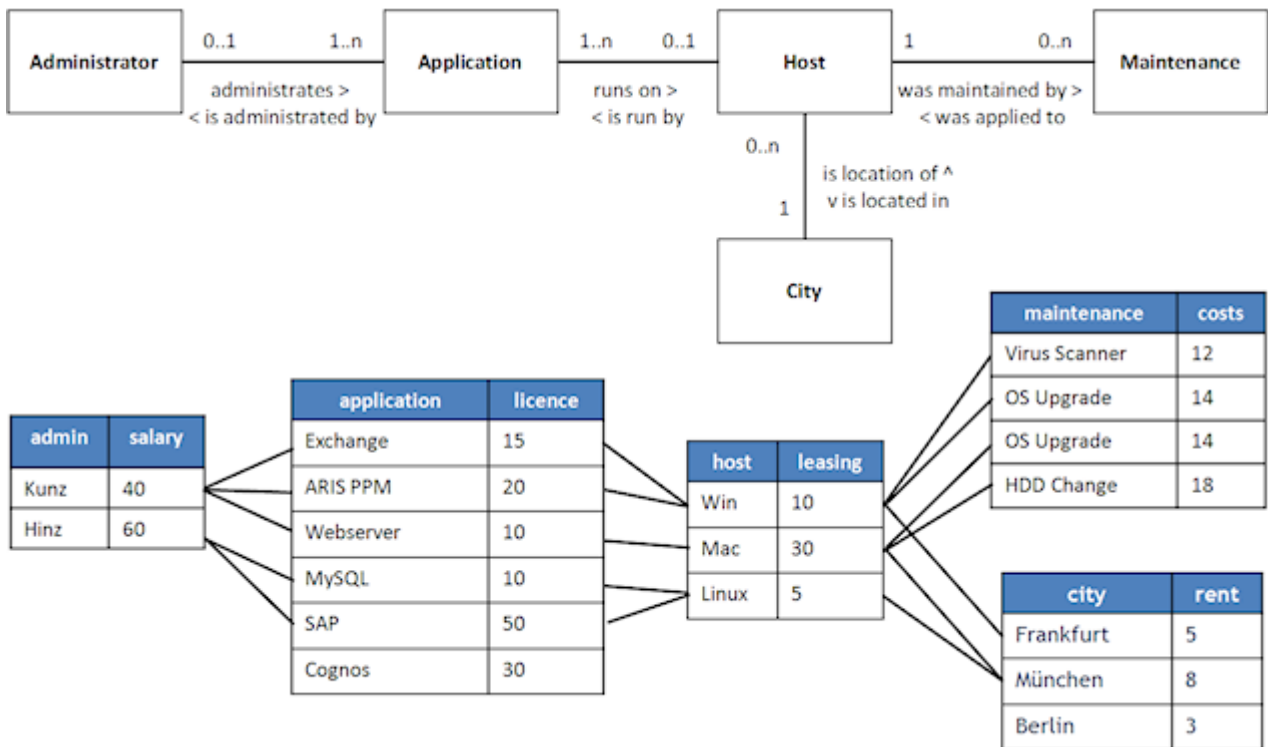 0..1 1..n 1..n 0..1 1 0..n
Administrator Application Host Maintenance
administrates > runs on > was maintained by >
< is administrated by < is run by < was applied to
0..n
is location of ^
v is located in
1
City
maintenance costs
Virus Scanner 12
OS Upgrade 14
OS Upgrade 14
HDD Change 18
application licence
Exchange 15
ARIS PPM 20
Webserver 10
MySQL 10
SAP 50
Cognos 30
admin salary
Kunz 40
Hinz 60
host leasing
Win 10
Mac 30
Linux 5
city rent
Frankfurt 5
München 8
Berlin 3